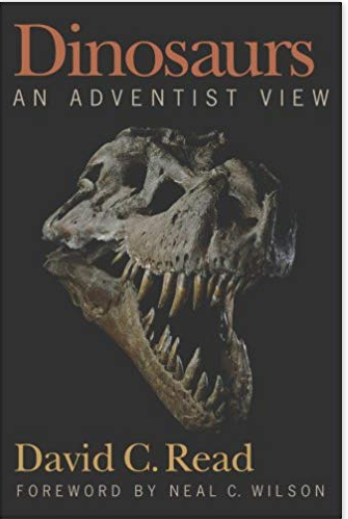 Dinosaurs
AN ADVENTIST VIEW
David C. Read
FOREWORD BY NEAL C. WILSON